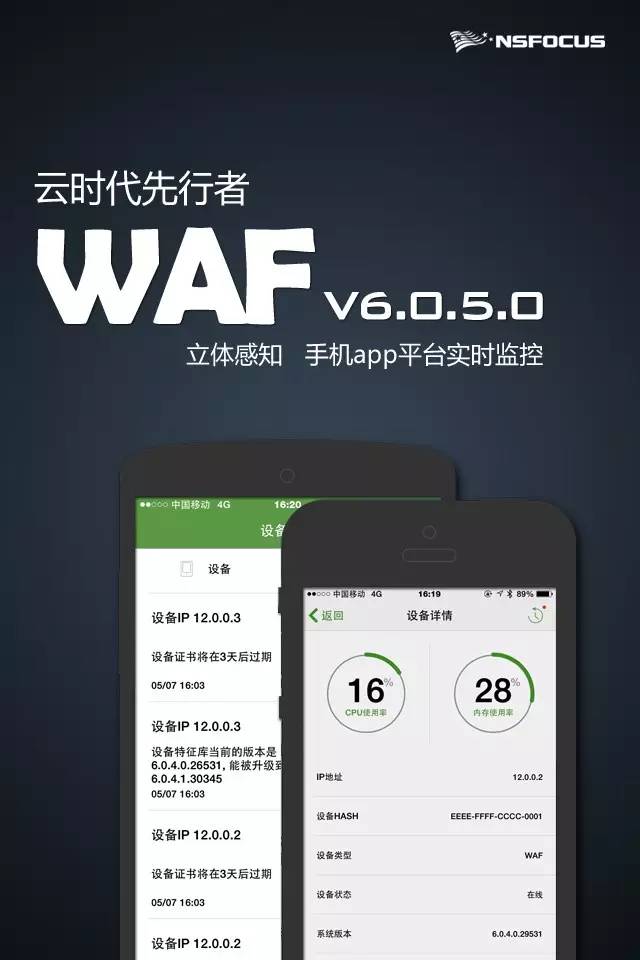 NSFOCUS
云时代先行者
WAF V6.0.5.0
立体感知 手机app平台实时监控
中国移动 4G 16:20
设备
设备IP 12.0.0.3
设备证书将在3天后过期
05/07 16:03
设备IP 12.0.0.3
设备特征库当前的版本是
6.0.4.0.26531, 能被升级到
6.0.4.1.30345
05/07 16:03
设备IP 12.0.0.2
设备证书将在3天后过期
05/07 16:03
设备IP 12.0.0.2
中国移动 4G 16:19 89%
返回 设备详情
16% 28%
CPU使用率 内存使用率
IP地址 12.0.0.2
设备HASH EEEE-FFFF-CCCC-0001
设备类型 WAF
设备状态 在线
系统版本 6.0.4.0.29531